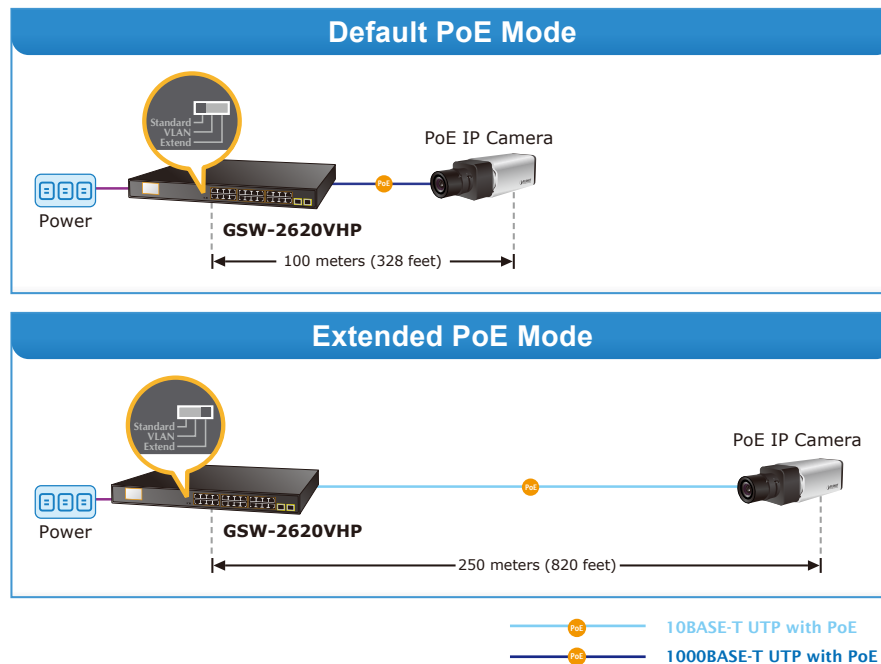 Default PoE Mode
Standard
VLAN
Extend
PoE IP Camera
PoE
Power
GSW-2620VHP
100 meters (328 feet)
Extended PoE Mode
Standard
VLAN
Extend
PoE IP Camera
PoE
Power
GSW-2620VHP
250 meters (820 feet)
PoE
10BASE-T UTP with PoE
PoE
1000BASE-T UTP with PoE